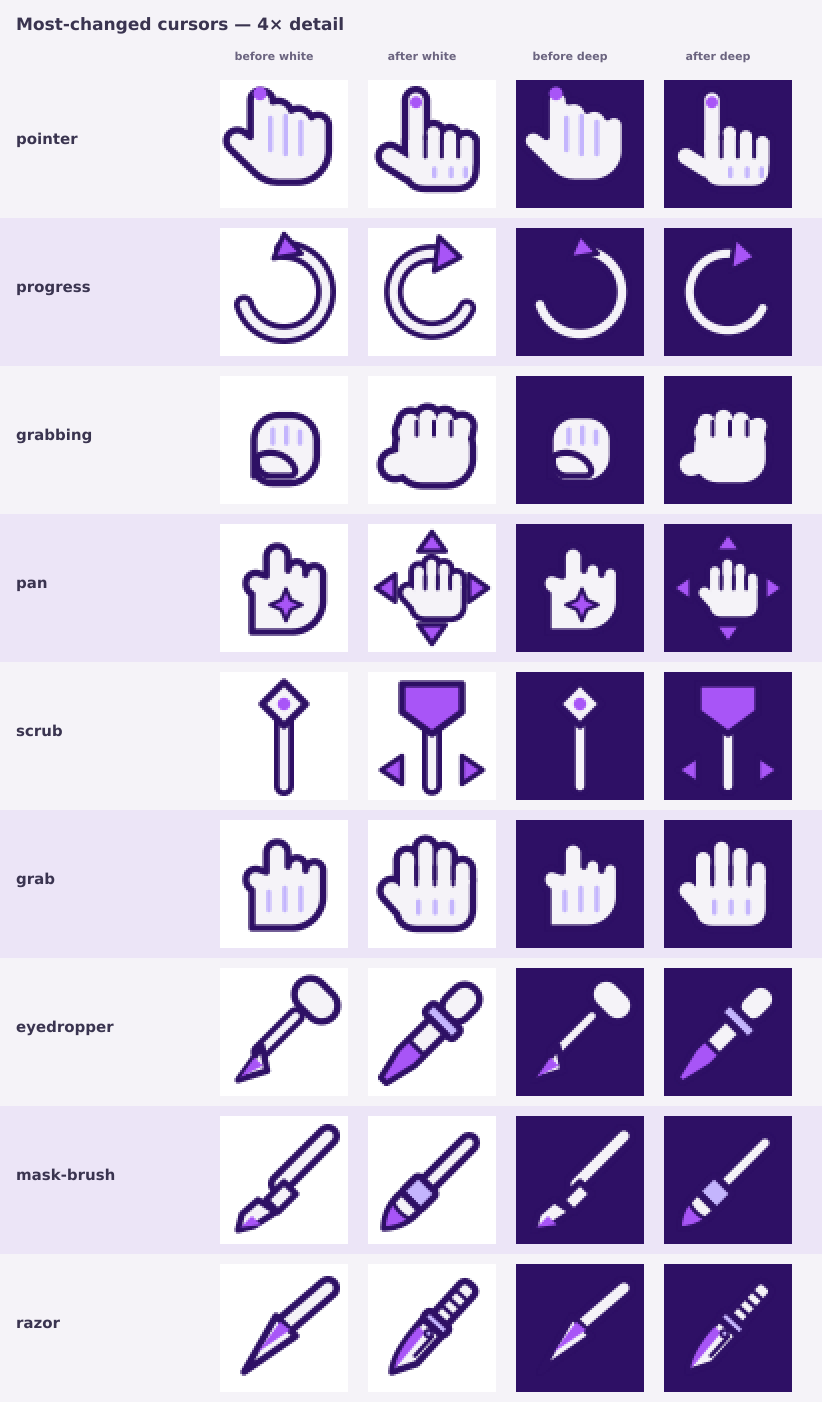 Most-changed cursors — 4× detail
before white after white before deep after deep
pointer
progress
grabbing
pan
scrub
grab
eyedropper
mask-brush
razor